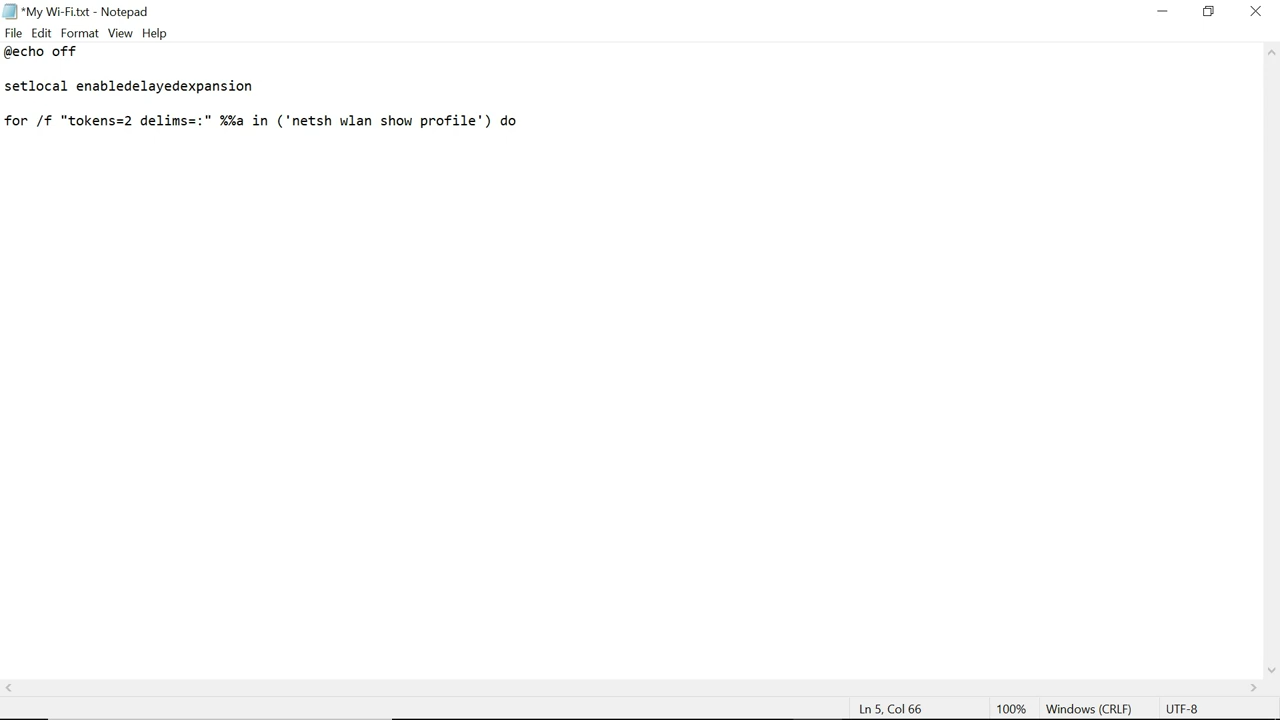 *My Wi-Fi.txt - Notepad
File Edit Format View Help
@echo off
setlocal enabledelayedexpansion
for /f "tokens=2 delims=:" %%a in ('netsh wlan show profile') do
Ln 5, Col 66 100% Windows (CRLF) UTF-8